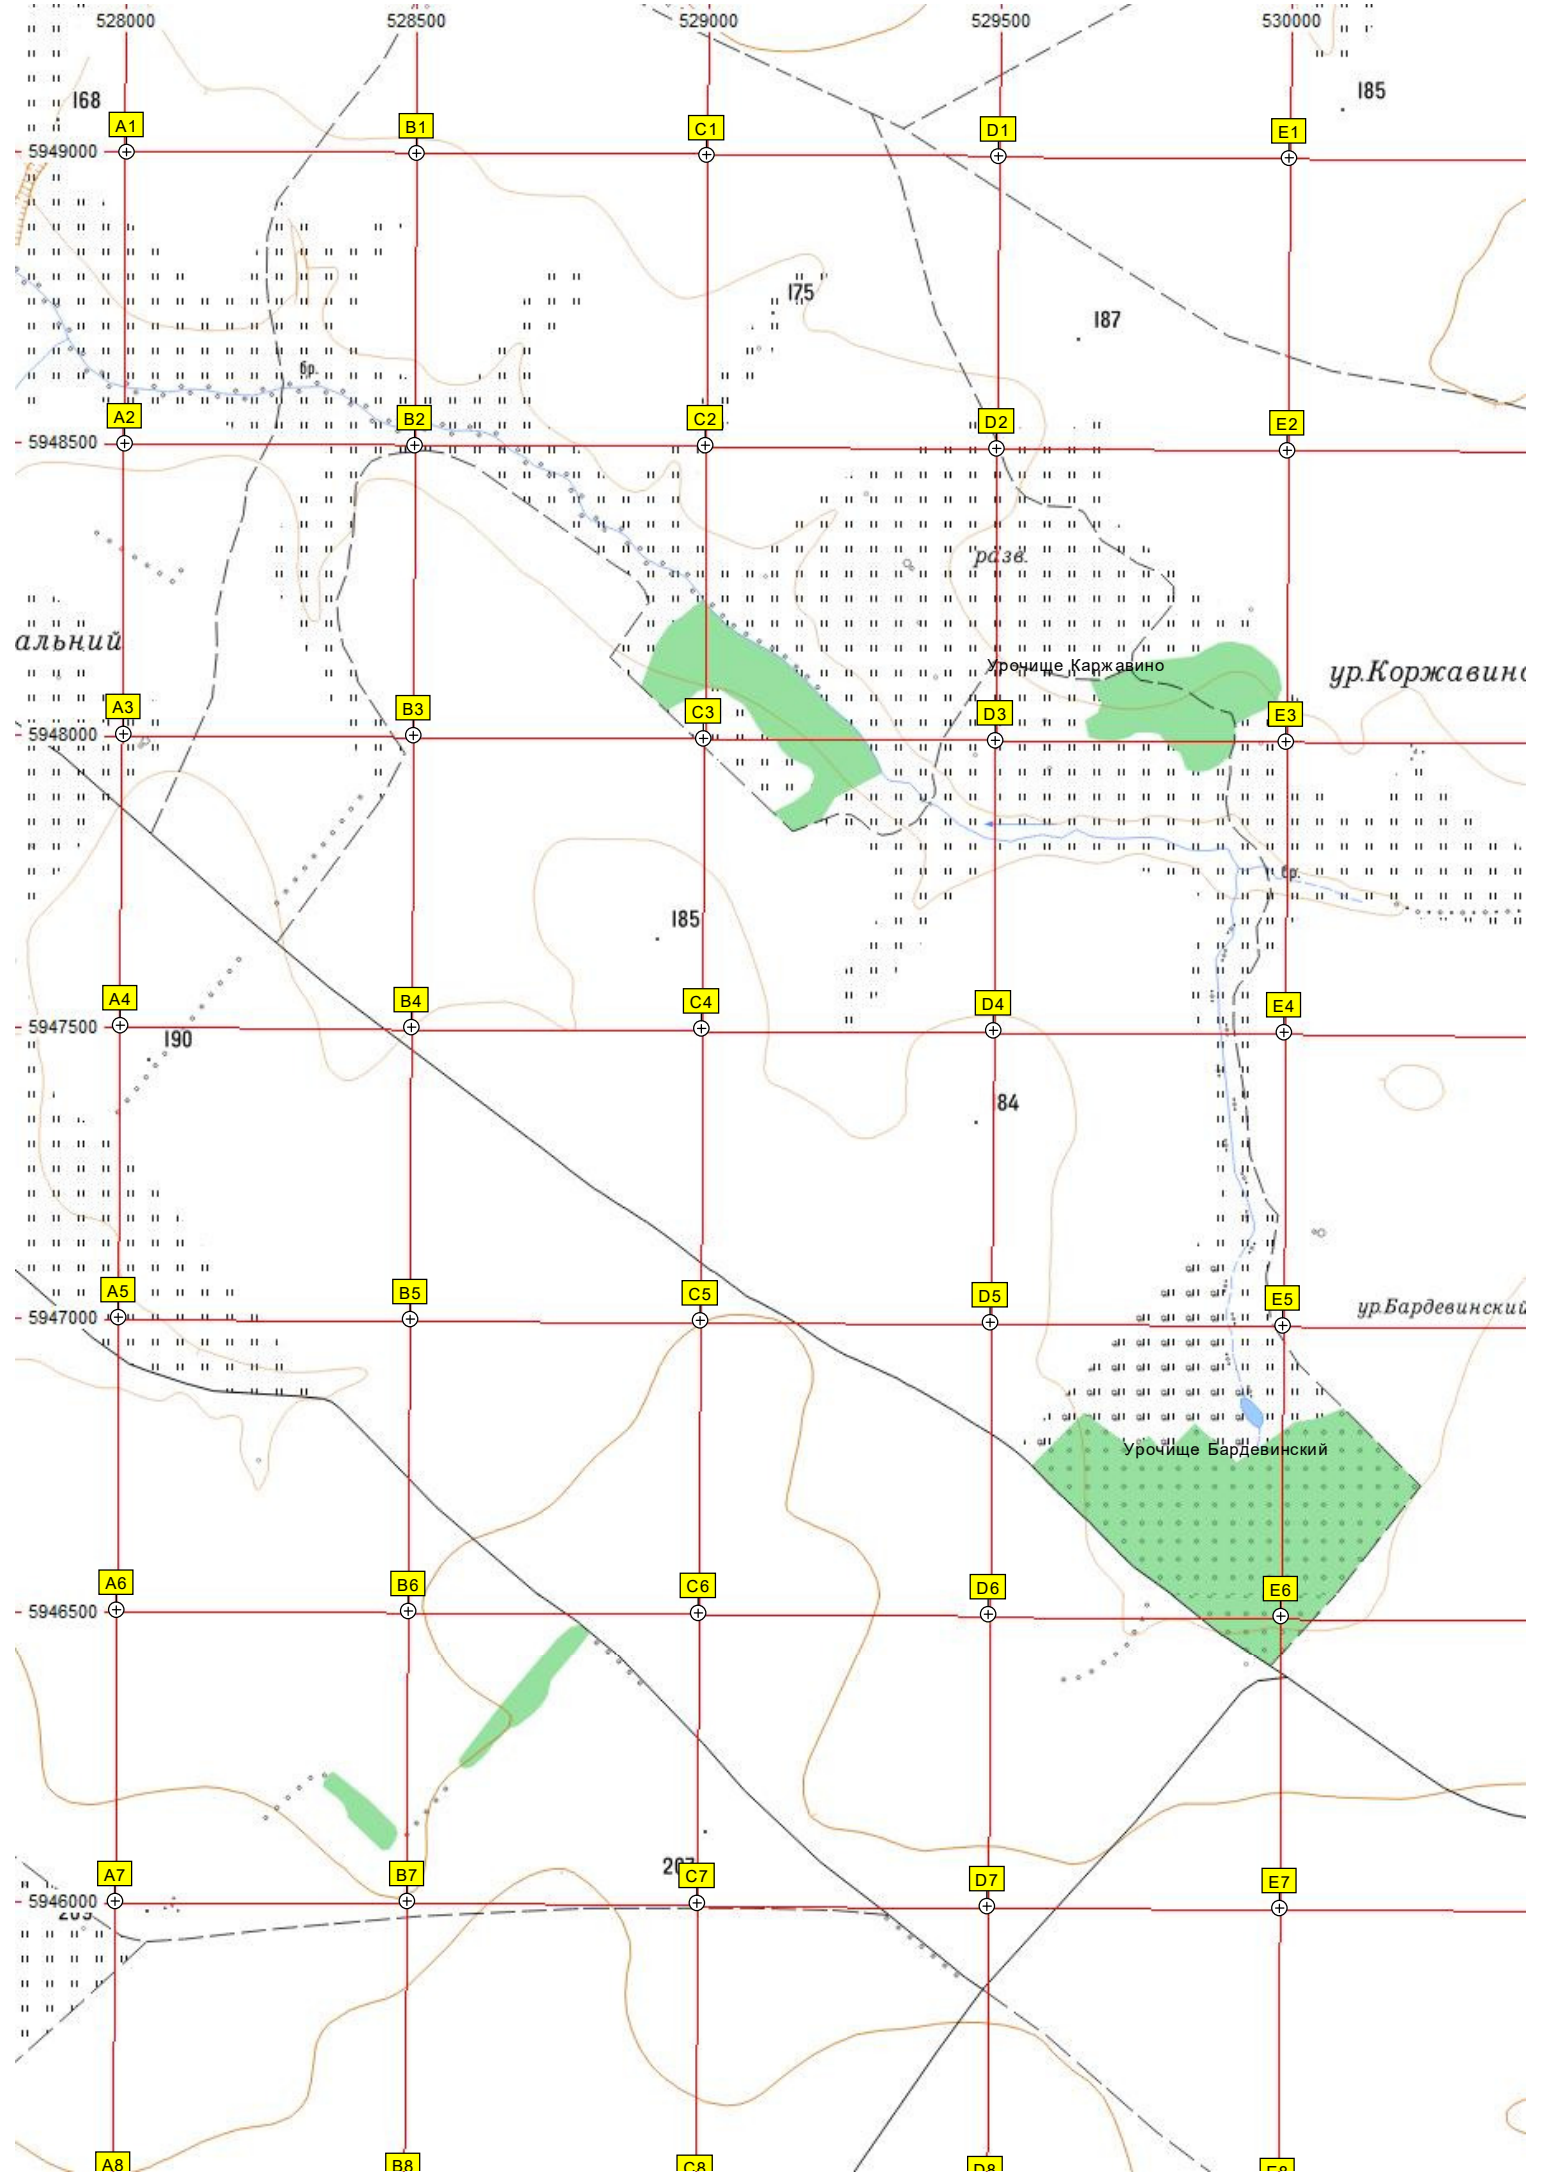 528000 528500 529000 529500 530000
168 185
A1 B1 C1 D1 E1
5949000
175
187
бр.
A2 B2 C2 D2 E2
5948500
разв.
альний
Урочище Каржавино
ур.Коржавино
A3 B3 C3 D3 E3
5948000
бр.
185
A4 B4 C4 D4 E4
5947500
190
84
A5 B5 C5 D5 E5
ур.Бардевинский
5947000
Урочище Бардевинский
A6 B6 C6 D6 E6
5946500
207
A7 B7 C7 D7 E7
5946000
A8 B8 C8 D8 E8